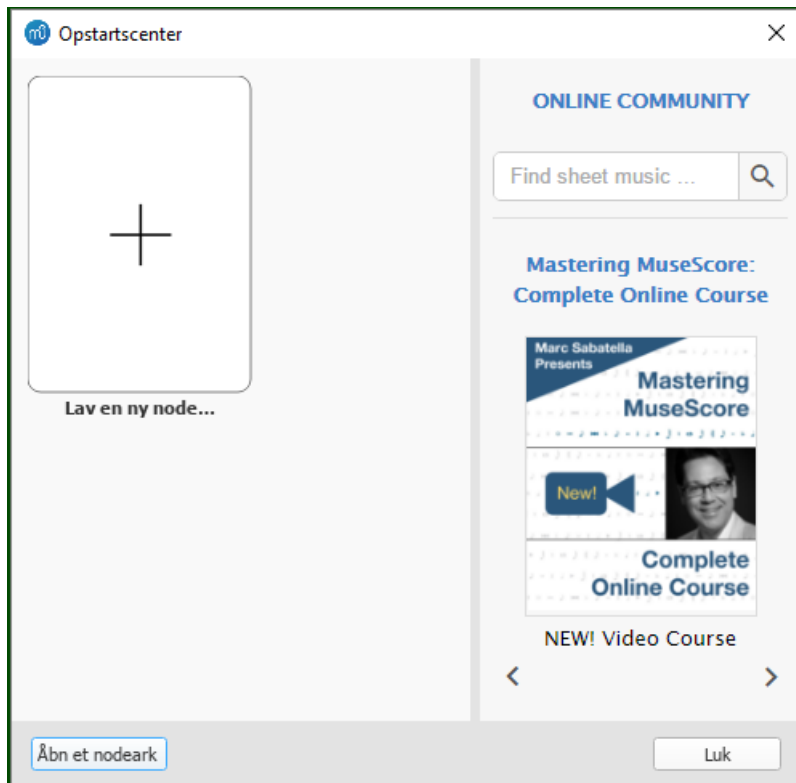 Opstartscenter
Lav en ny node...
ONLINE COMMUNITY
Find sheet music ...
Mastering MuseScore:
Complete Online Course
Marc Sabatella
Presents
Mastering
MuseScore
New!
Complete
Online Course
NEW! Video Course
Åbn et nodeark
Luk